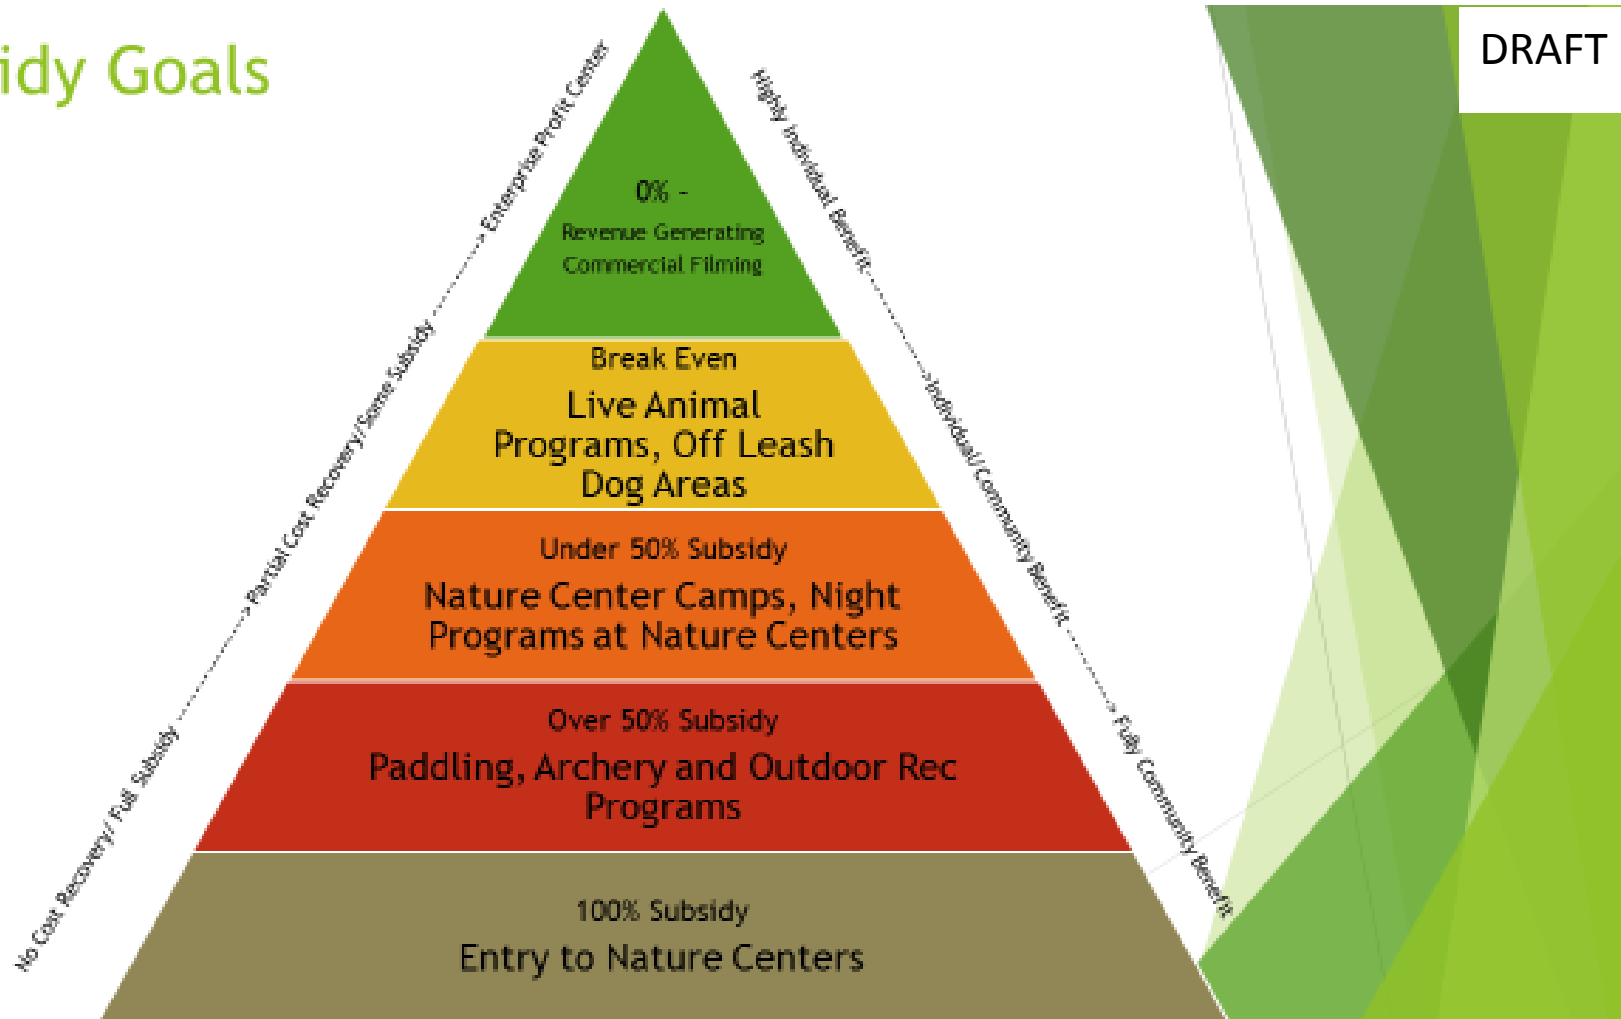 idy Goals
DRAFT
No Cost Recovery/ Full Subsidy --------> Partial Cost Recovery/Some Subsidy --------> Enterprise Profit Center
Highly Individual Benefit-------->Individual/Community Benefit --------> Fully Community Benefit
0% -
Revenue Generating
Commercial Filming
Break Even
Live Animal
Programs, Off Leash
Dog Areas
Under 50% Subsidy
Nature Center Camps, Night
Programs at Nature Centers
Over 50% Subsidy
Paddling, Archery and Outdoor Rec
Programs
100% Subsidy
Entry to Nature Centers